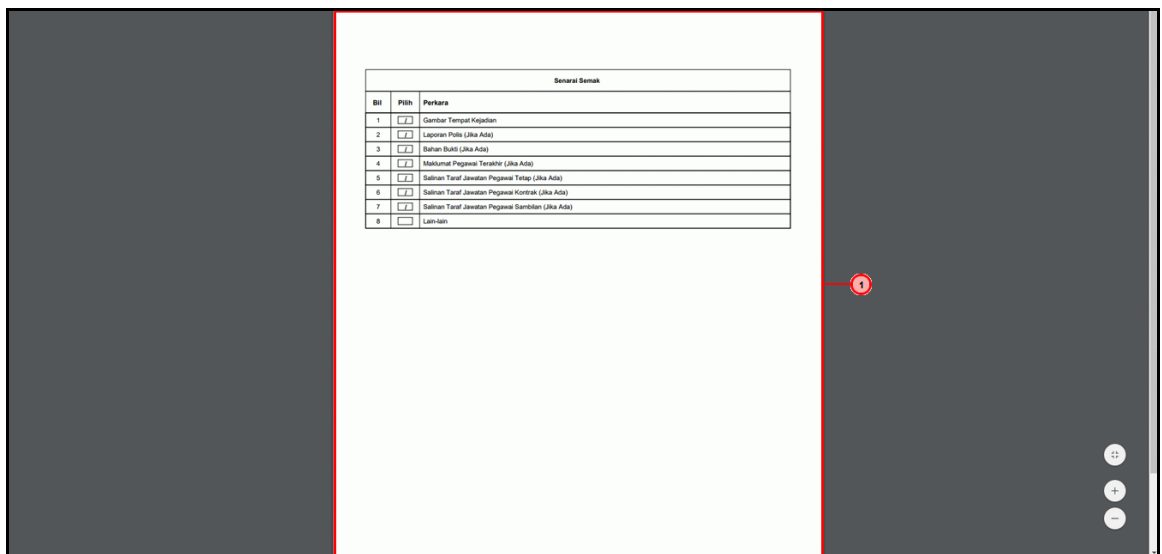 Senarai Semak
Bil Pilih Perkara
1 / Gambar Tempat Kejadian
2 / Laporan Polis (Jika Ada)
3 / Bahan Bukti (Jika Ada)
4 / Maklumat Pegawai Terakhir (Jika Ada)
5 / Salinan Taraf Jawatan Pegawai Tetap (Jika Ada)
6 / Salinan Taraf Jawatan Pegawai Kontrak (Jika Ada)
7 / Salinan Taraf Jawatan Pegawai Sambilan (Jika Ada)
8 Lain-lain
1